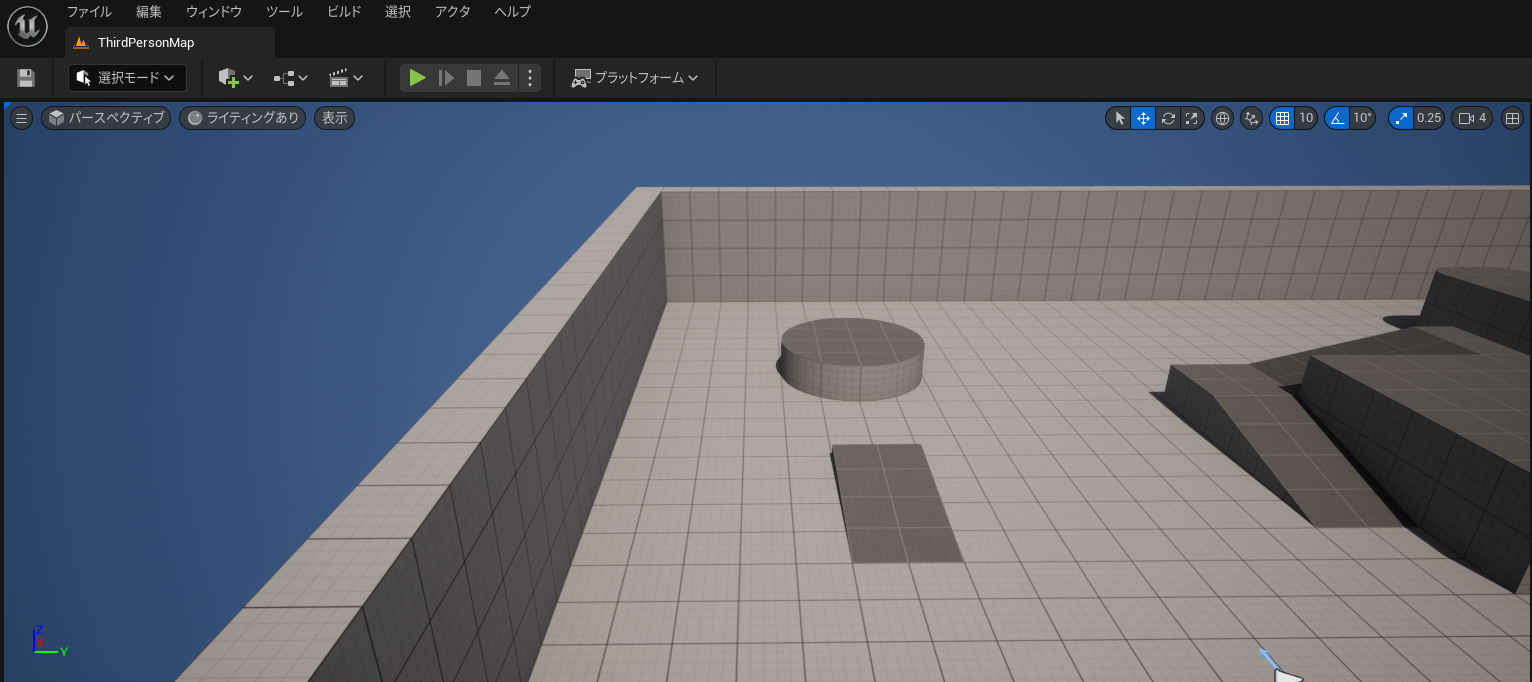 ファイル 編集 ウィンドウ ツール ビルド 選択 アクタ ヘルプ
ThirdPersonMap
選択モード プラットフォーム
パースペクティブ ライティングあり 表示 10 10° 0.25 4
Z
X
Y